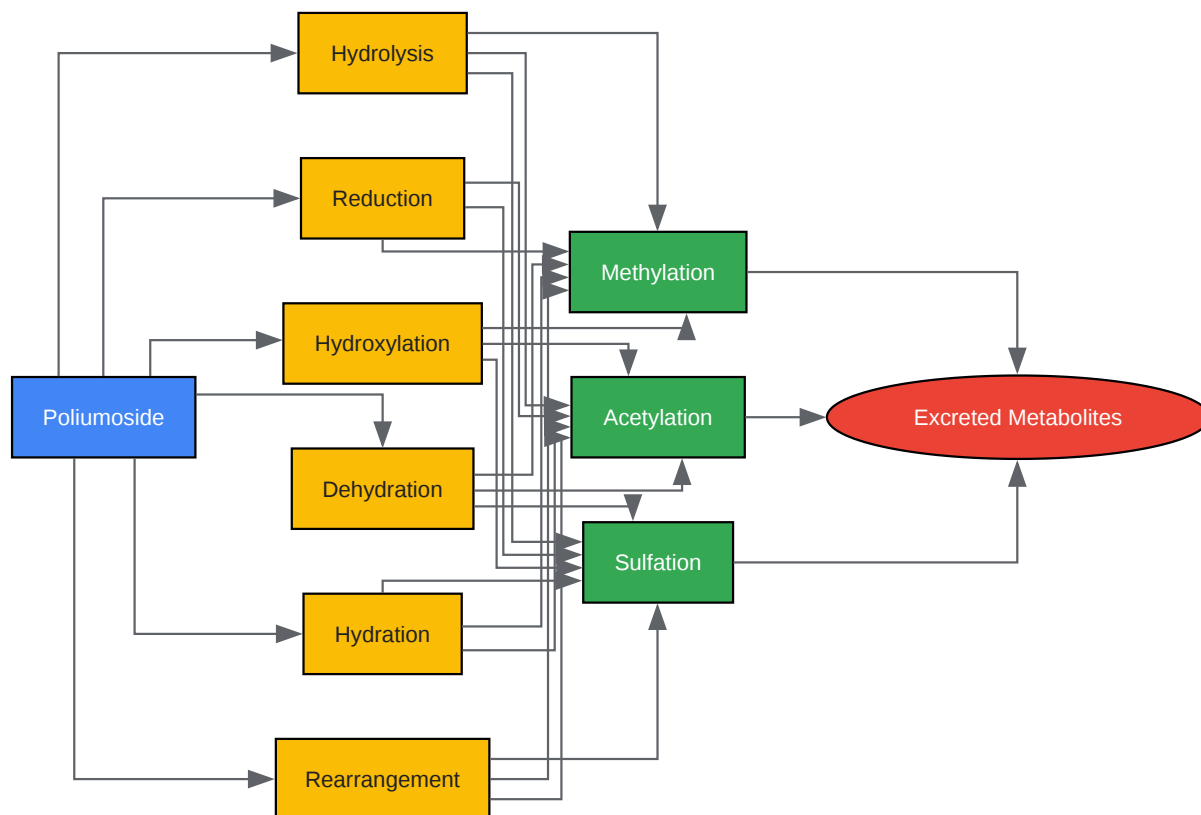 Hydrolysis
Reduction
Methylation
Hydroxylation
Poliumoside
Acetylation
Excreted Metabolites
Dehydration
Sulfation
Hydration
Rearrangement